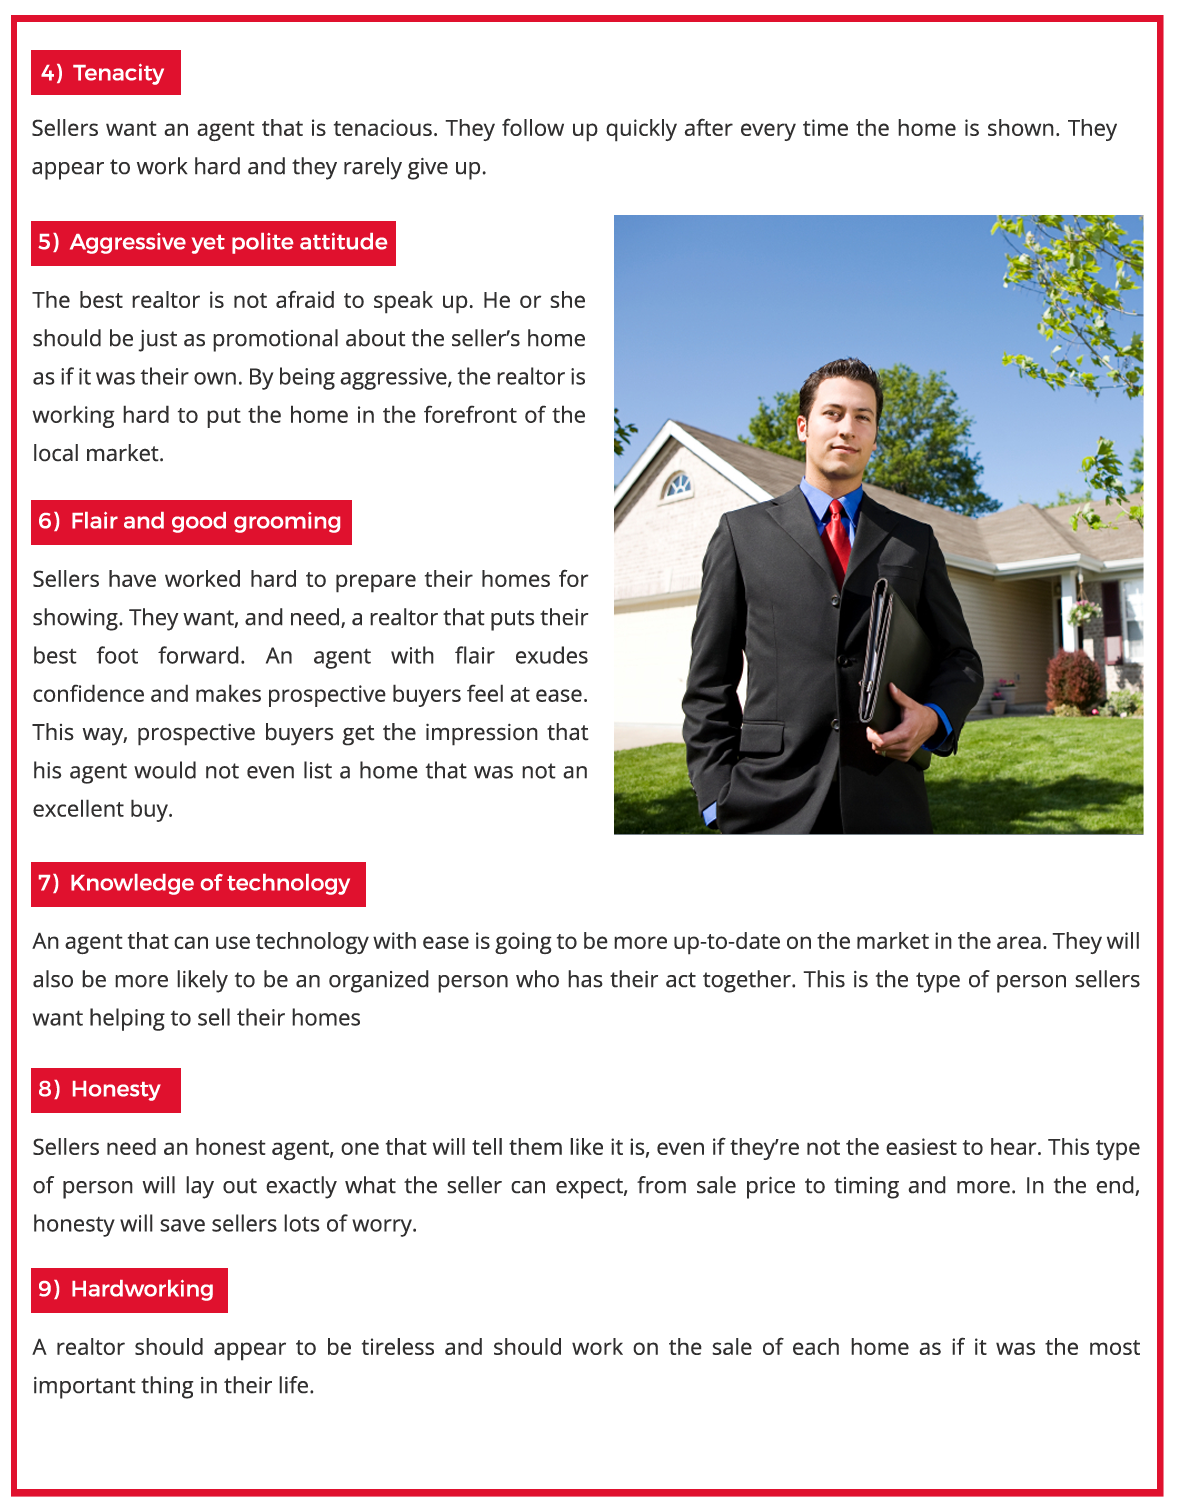 4) Tenacity
Sellers want an agent that is tenacious. They follow up quickly after every time the home is shown. They
appear to work hard and they rarely give up.
5) Aggressive yet polite attitude
The best realtor is not afraid to speak up. He or she
should be just as promotional about the seller’s home
as if it was their own. By being aggressive, the realtor is
working hard to put the home in the forefront of the
local market.
6) Flair and good grooming
Sellers have worked hard to prepare their homes for
showing. They want, and need, a realtor that puts their
best foot forward. An agent with flair exudes
confidence and makes prospective buyers feel at ease.
This way, prospective buyers get the impression that
his agent would not even list a home that was not an
excellent buy.
7) Knowledge of technology
An agent that can use technology with ease is going to be more up-to-date on the market in the area. They will
also be more likely to be an organized person who has their act together. This is the type of person sellers
want helping to sell their homes
8) Honesty
Sellers need an honest agent, one that will tell them like it is, even if they’re not the easiest to hear. This type
of person will lay out exactly what the seller can expect, from sale price to timing and more. In the end,
honesty will save sellers lots of worry.
9) Hardworking
A realtor should appear to be tireless and should work on the sale of each home as if it was the most
important thing in their life.